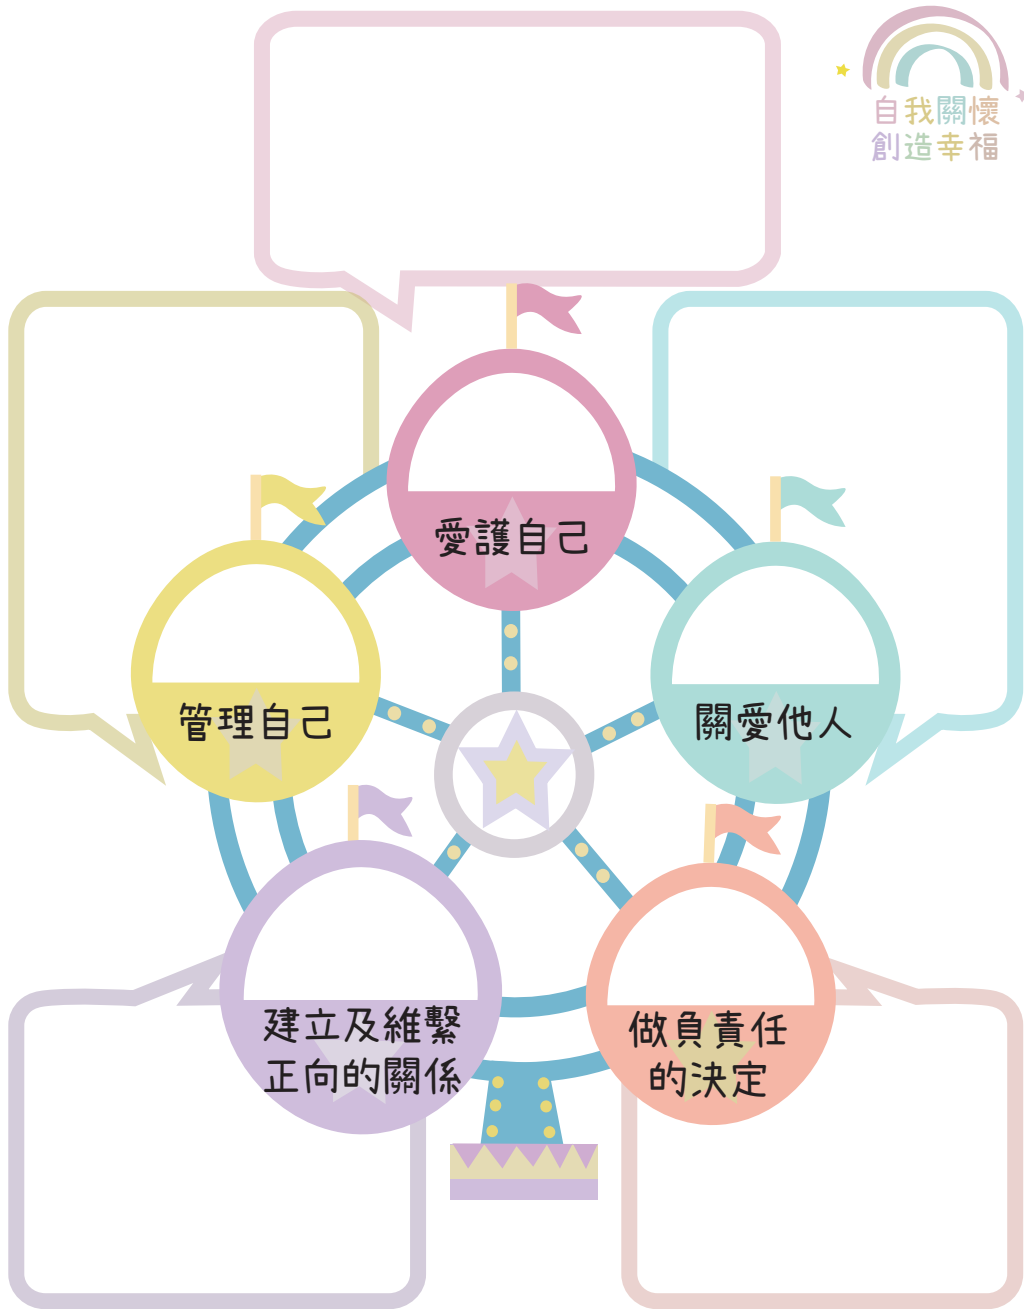 自我關懷
創造幸福
愛護自己
管理自己
關愛他人
建立及維繫
正向的關係
做負責任
的決定